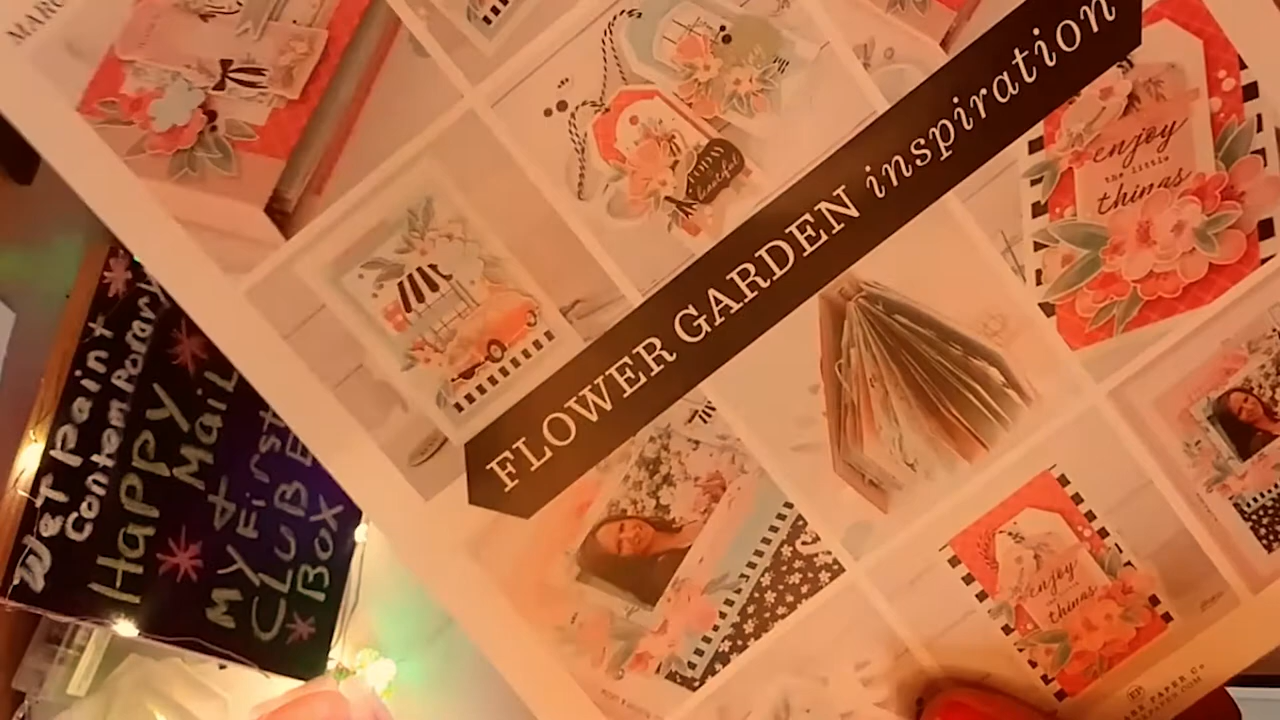 FLOWER GARDEN inspiration
enjoy
the little
things
enjoy
things
Wet Paint
Contemporary
Happy
Mail
+
My First
CLUB
BOX